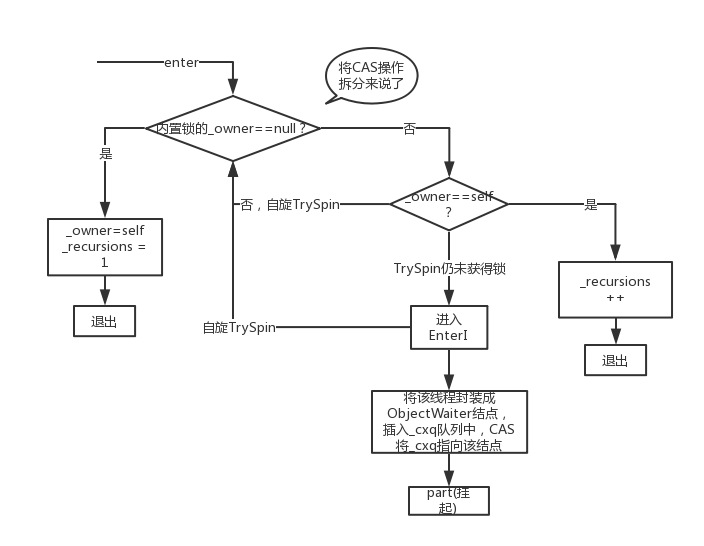 enter
将CAS操作
拆分来说了
内置锁的_owner==null？
是
否
_owner==self
？
否，自旋TrySpin
是
_owner=self
_recursions =
1
TrySpin仍未获得锁
_recursions
++
退出
进入
EnterI
自旋TrySpin
退出
将该线程封装成
ObjectWaiter结点，
插入_cxq队列中，CAS
将_cxq指向该结点
part(挂
起)